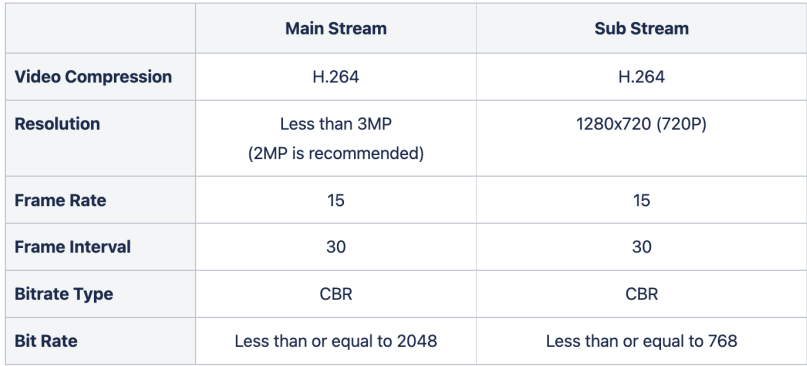 Main Stream Sub Stream
Video Compression H.264 H.264
Resolution Less than 3MP 1280x720 (720P)
(2MP is recommended)
Frame Rate 15 15
Frame Interval 30 30
Bitrate Type CBR CBR
Bit Rate Less than or equal to 2048 Less than or equal to 768